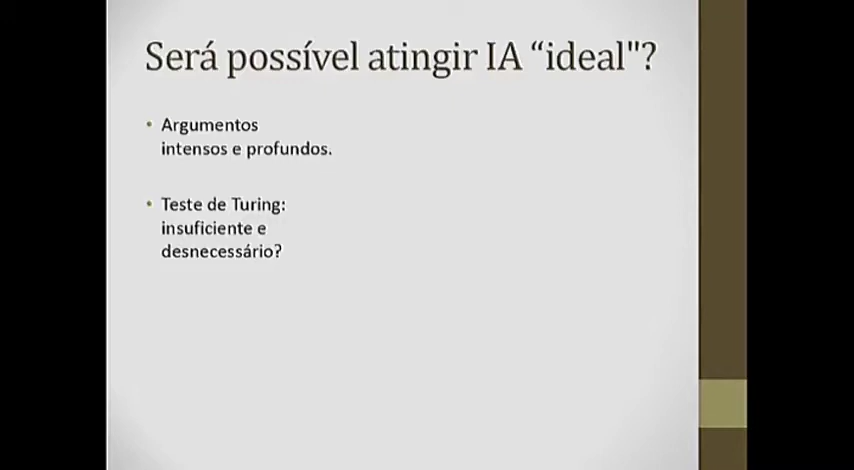 Será possível atingir IA “ideal"?
• Argumentos
intensos e profundos.
• Teste de Turing:
insuficiente e
desnecessário?